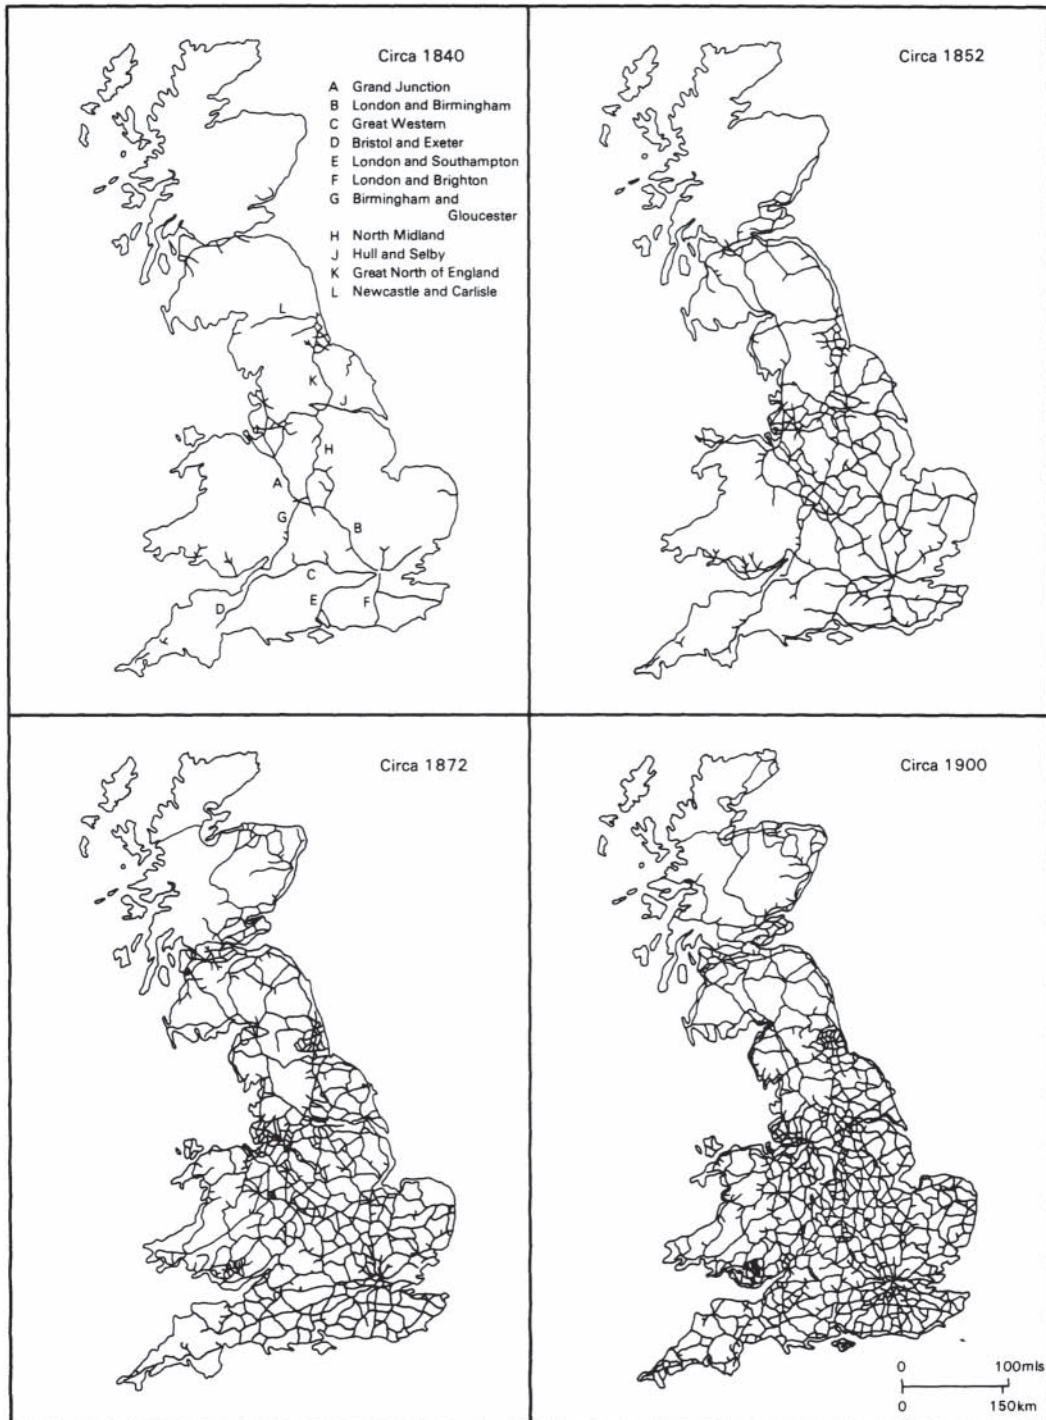 Circa 1840
A Grand Junction
B London and Birmingham
C Great Western
D Bristol and Exeter
E London and Southampton
F London and Brighton
G Birmingham and
Gloucester
H North Midland
J Hull and Selby
K Great North of England
L Newcastle and Carlisle
L
K
J
H
A
G
B
C
D
E
F
Circa 1852
Circa 1872
Circa 1900
0 100mls
0 150km